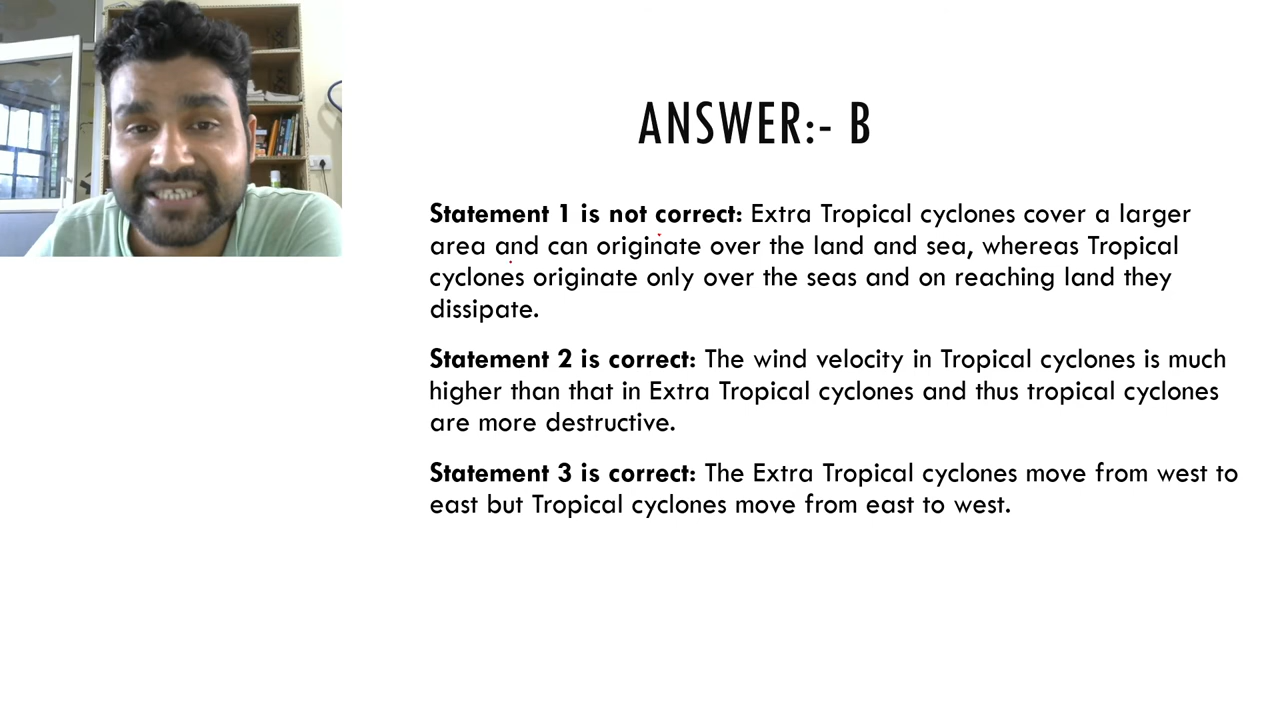 ANSWER:- B
Statement 1 is not correct: Extra Tropical cyclones cover a larger
area and can originate over the land and sea, whereas Tropical
cyclones originate only over the seas and on reaching land they
dissipate.
Statement 2 is correct: The wind velocity in Tropical cyclones is much
higher than that in Extra Tropical cyclones and thus tropical cyclones
are more destructive.
Statement 3 is correct: The Extra Tropical cyclones move from west to
east but Tropical cyclones move from east to west.